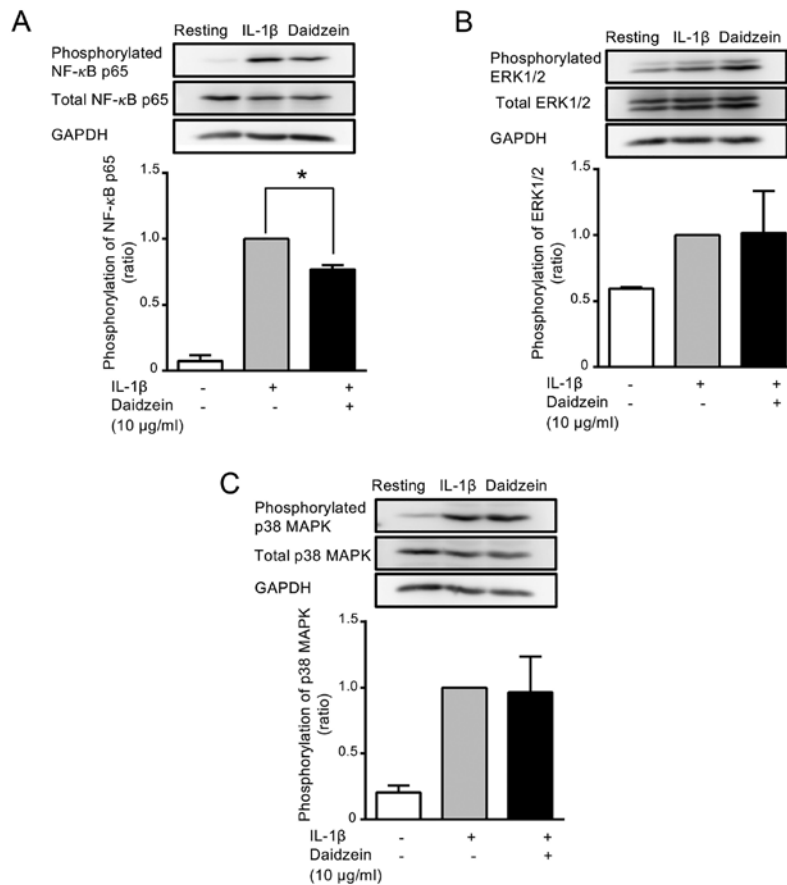 A
Resting IL-1β Daidzein
Phosphorylated
NF-κB p65
Total NF-κB p65
GAPDH
Phosphorylation of NF-κB p65
(ratio)
1.5
1.0
0.5
0
*
IL-1β - + +
Daidzein - - +
(10 µg/ml)
B
Resting IL-1β Daidzein
Phosphorylated
ERK1/2
Total ERK1/2
GAPDH
Phosphorylation of ERK1/2
(ratio)
1.5
1.0
0.5
0
IL-1β - + +
Daidzein - - +
(10 µg/ml)
C
Resting IL-1β Daidzein
Phosphorylated
p38 MAPK
Total p38 MAPK
GAPDH
Phosphorylation of p38 MAPK
(ratio)
1.5
1.0
0.5
0
IL-1β - + +
Daidzein - - +
(10 µg/ml)